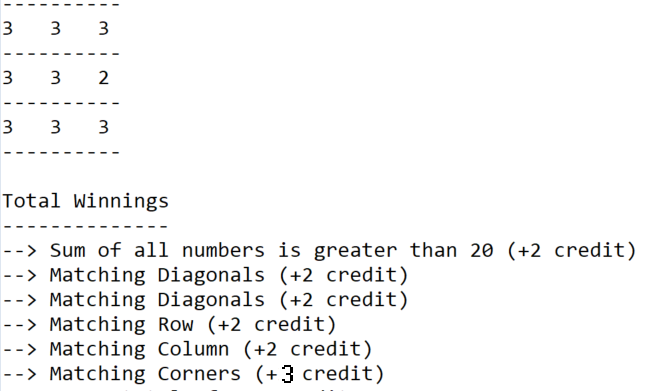 ----------
3   3   3
----------
3   3   2
----------
3   3   3
----------
Total Winnings
--------------
--> Sum of all numbers is greater than 20 (+2 credit)
--> Matching Diagonals (+2 credit)
--> Matching Diagonals (+2 credit)
--> Matching Row (+2 credit)
--> Matching Column (+2 credit)
--> Matching Corners (+3 credit)